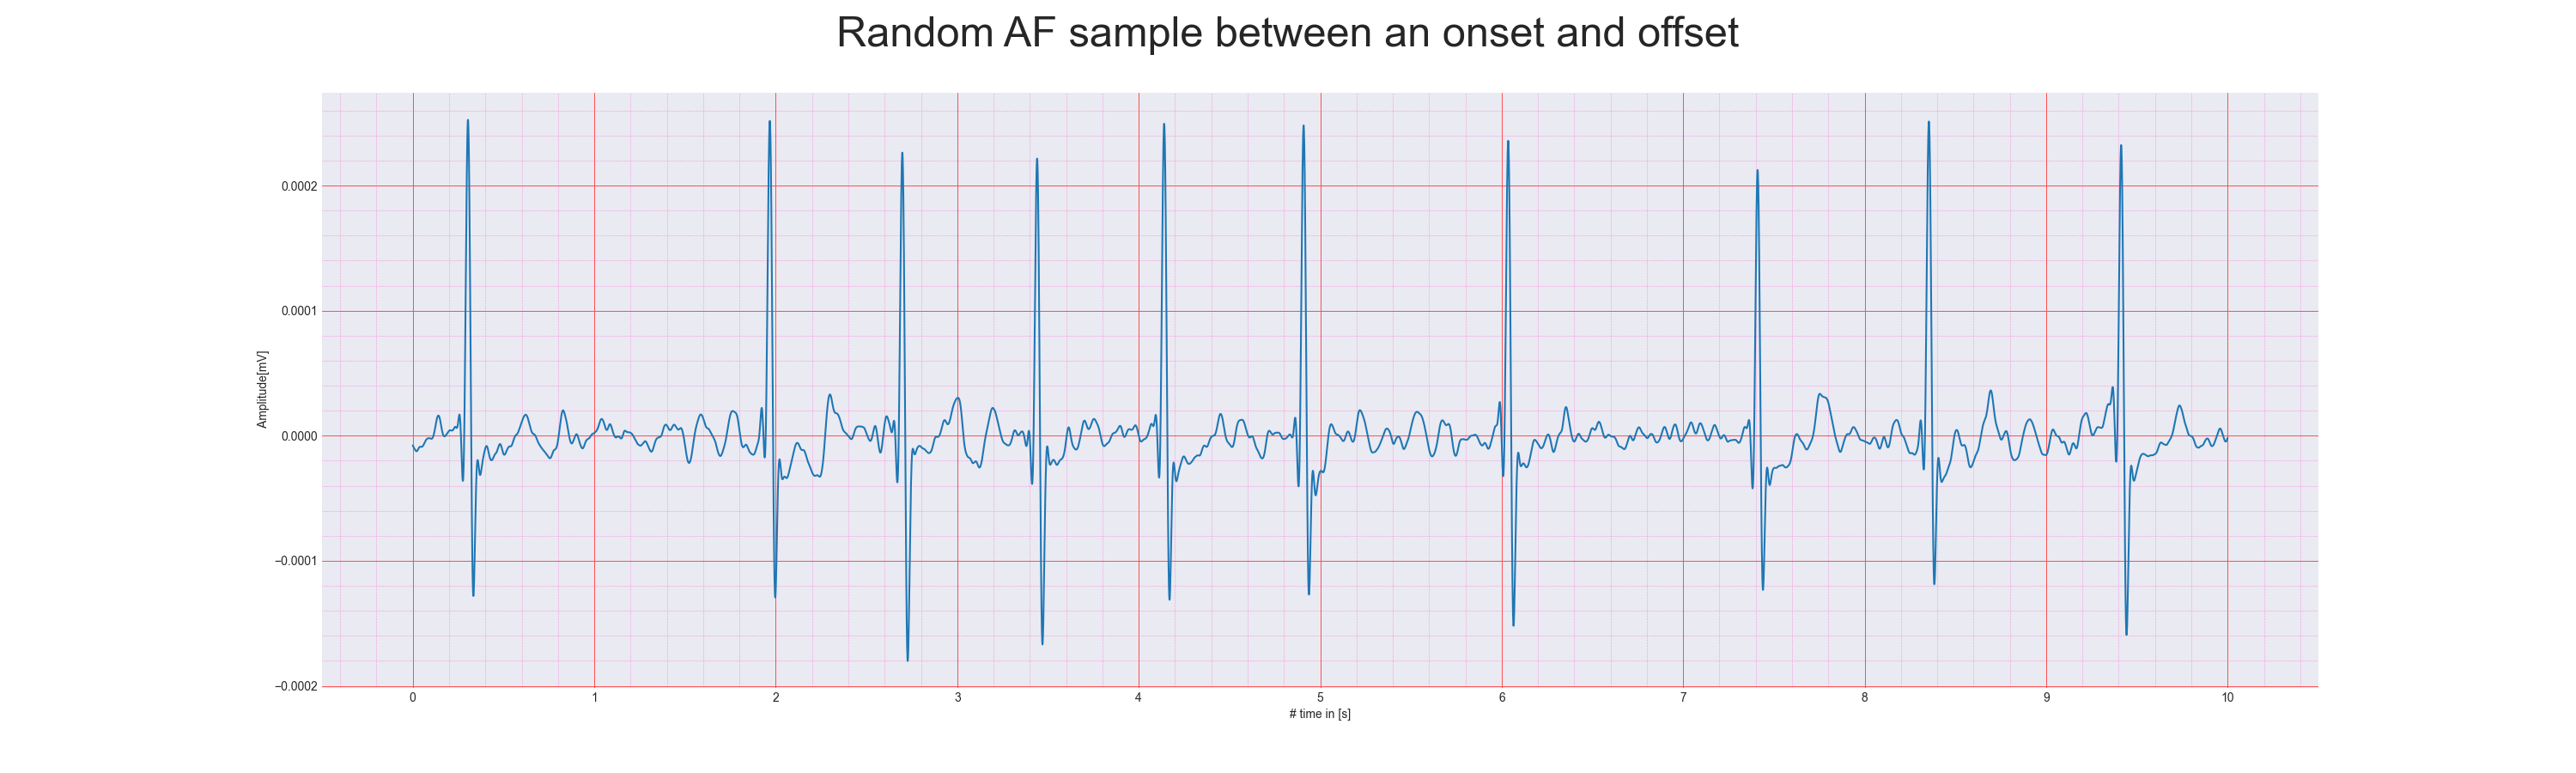 Random AF sample between an onset and offset
Amplitude[mV]
0.0002
0.0001
0.0000
−0.0001
−0.0002
0 1 2 3 4 5 6 7 8 9 10
# time in [s]